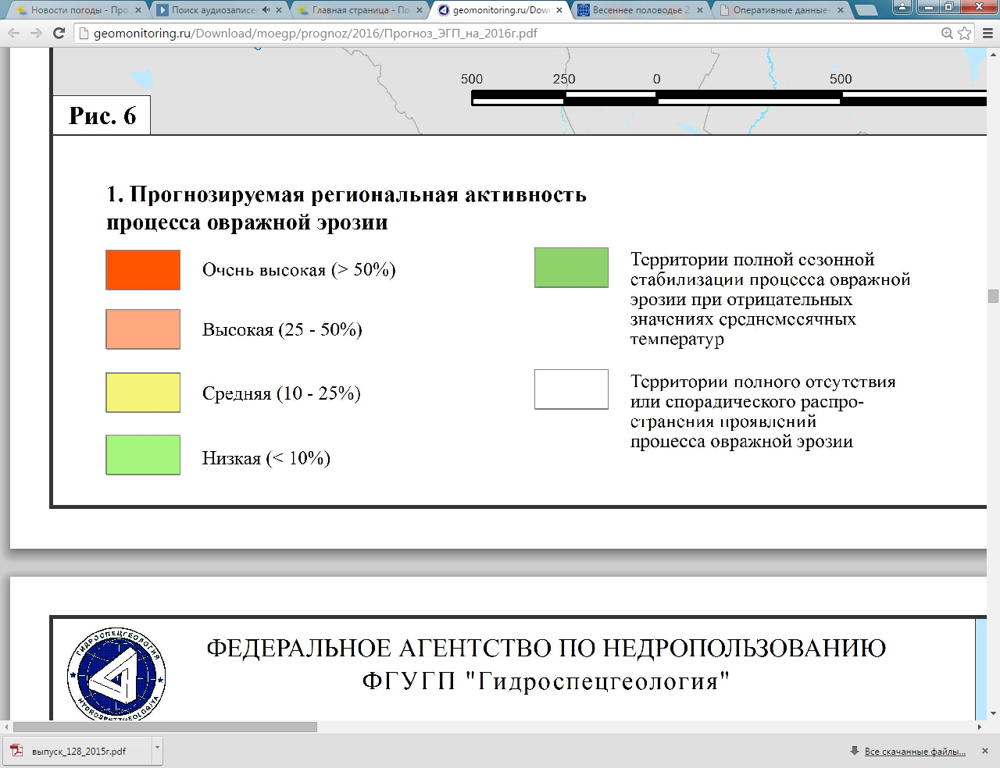 Новости погоды - Про
Поиск аудиозаписе
Главная страница - По
geomonitoring.ru/Down
Весеннее половодье 2
Оперативные данные-
geomonitoring.ru/Download/moegp/prognoz/2016/Прогноз_ЭГП_на_2016г.pdf
500 250 0 500
Рис. 6
1. Прогнозируемая региональная активность
процесса овражной эрозии
Очень высокая (> 50%)
Высокая (25 - 50%)
Средняя (10 - 25%)
Низкая (< 10%)
Территории полной сезонной
стабилизации процесса овражной
эрозии при отрицательных
значениях среднемесячных
температур
Территории полного отсутствия
или спорадического распро-
странения проявлений
процесса овражной эрозии
ГИДРОСПЕЦГЕОЛОГИЯ
HYDROSPETTGEOLOGIYA
ФЕДЕРАЛЬНОЕ АГЕНТСТВО ПО НЕДРОПОЛЬЗОВАНИЮ
ФГУГП "Гидроспецгеология"
выпуск_128_2015г.pdf
Все скачанные файлы...